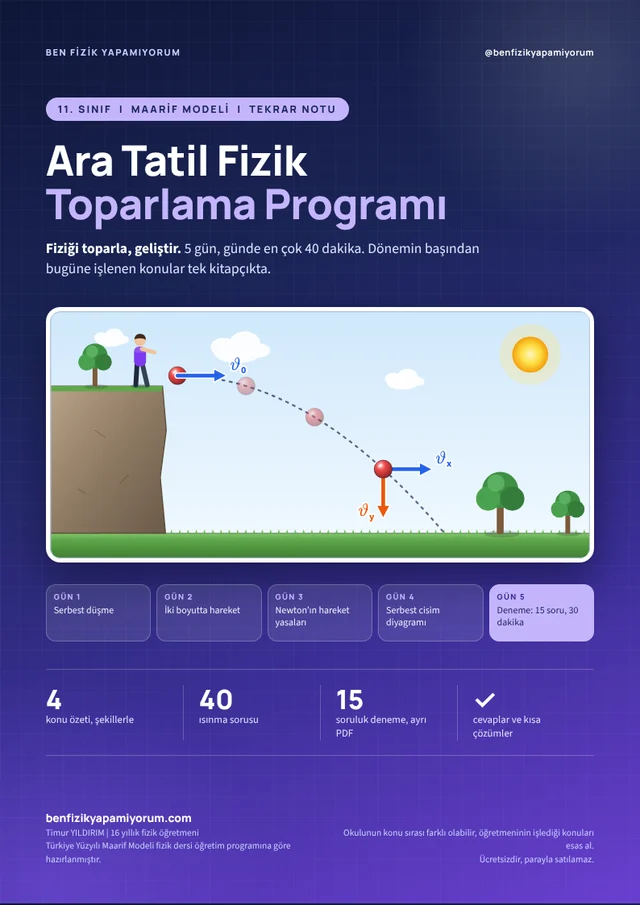 BEN FİZİK YAPAMIYORUM
@benfizikyapamiyorum
11. SINIF | MAARİF MODELİ | TEKRAR NOTU
Ara Tatil Fizik
Toparlama Programı
Fiziği toparla, geliştir. 5 gün, günde en çok 40 dakika. Dönemin başından
bugüne işlenen konular tek kitapçıkta.
ϑ0
ϑx
ϑy
GÜN 1
Serbest düşme
GÜN 2
İki boyutta hareket
GÜN 3
Newton'ın hareket
yasaları
GÜN 4
Serbest cisim
diyagramı
GÜN 5
Deneme: 15 soru, 30
dakika
4
konu özeti, şekillerle
40
ısınma sorusu
15
soruluk deneme, ayrı
PDF
✓
cevaplar ve kısa
çözümler
benfizikyapamiyorum.com
Timur YILDIRIM | 16 yıllık fizik öğretmeni
Türkiye Yüzyılı Maarif Modeli fizik dersi öğretim programına göre
hazırlanmıştır.
Okulunun konu sırası farklı olabilir, öğretmeninin işlediği konuları
esas al.
Ücretsizdir, parayla satılamaz.